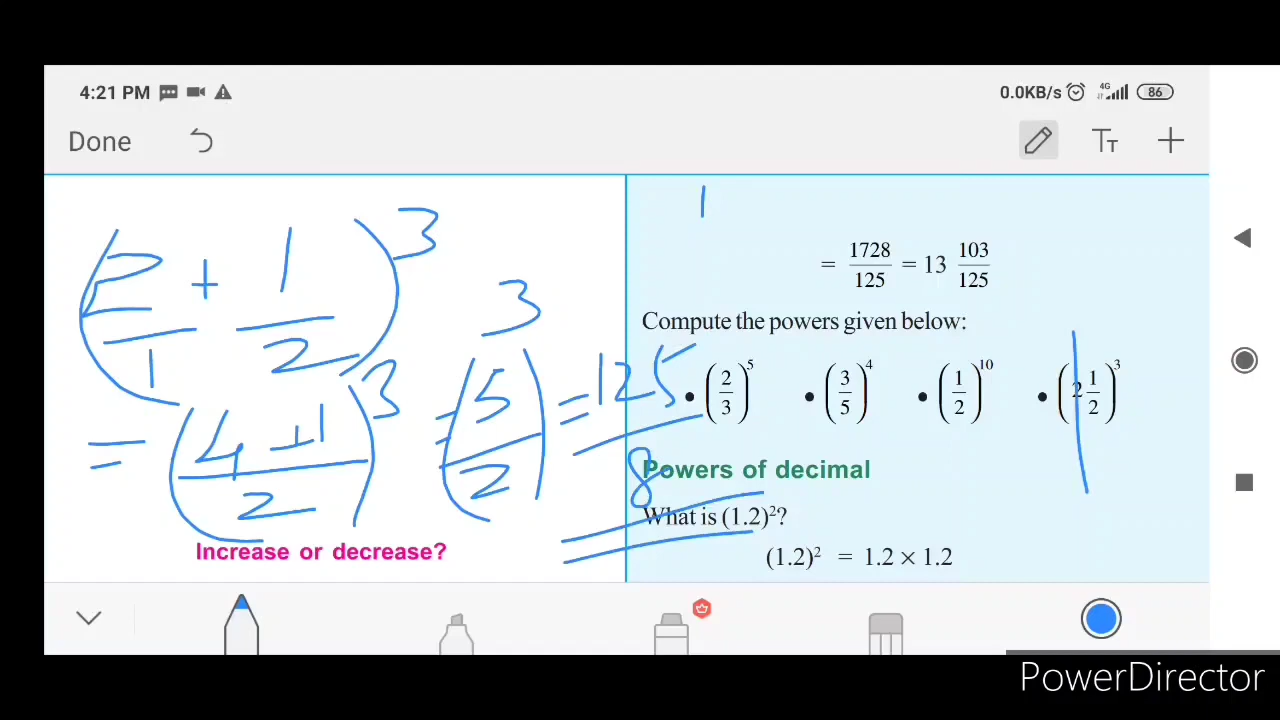 4:21 PM 0.0KB/s 4G 86
Done TT
(2/1 + 1/2)^3
= ((4+1)/2)^3 = (5/2)^3 = 125/8
Increase or decrease?
1
= 1728/125 = 13 103/125
Compute the powers given below:
• (2/3)^5 • (3/5)^4 • (1/2)^10 • (2 1/2)^3
Powers of decimal
What is (1.2)²?
(1.2)² = 1.2 × 1.2
PowerDirector